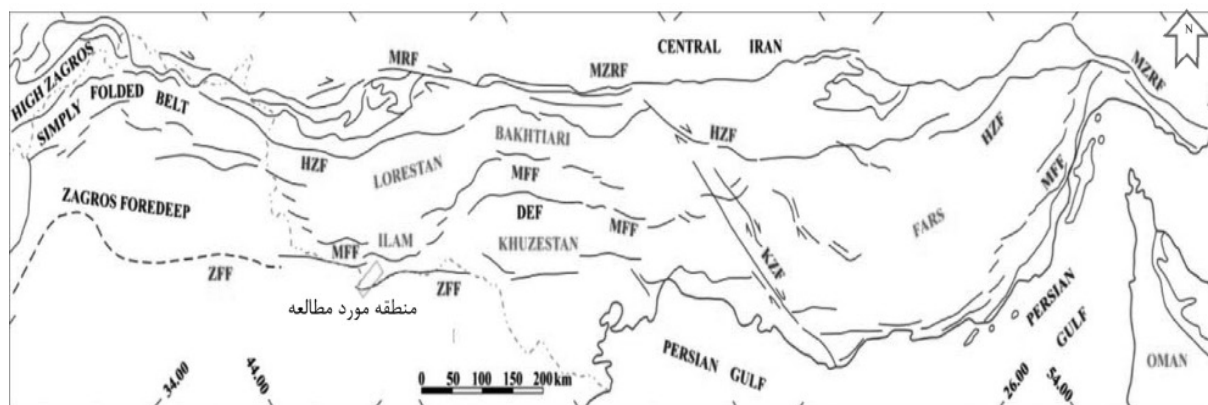 N
CENTRAL IRAN
HIGH ZAGROS
MRF
MZRF
MZRF
SIMPLY FOLDED BELT
BAKHTIARI
HZF
HZF
HZF
LORESTAN
MFF
MFF
ZAGROS FOREDEEP
DEF
MFF
FARS
ILAM
MFF
KHUZESTAN
KZF
ZFF
ZFF
منطقه مورد مطالعه
PERSIAN GULF
PERSIAN GULF
OMAN
34.00
44.00
0 50 100 150 200 km
26.00
54.00